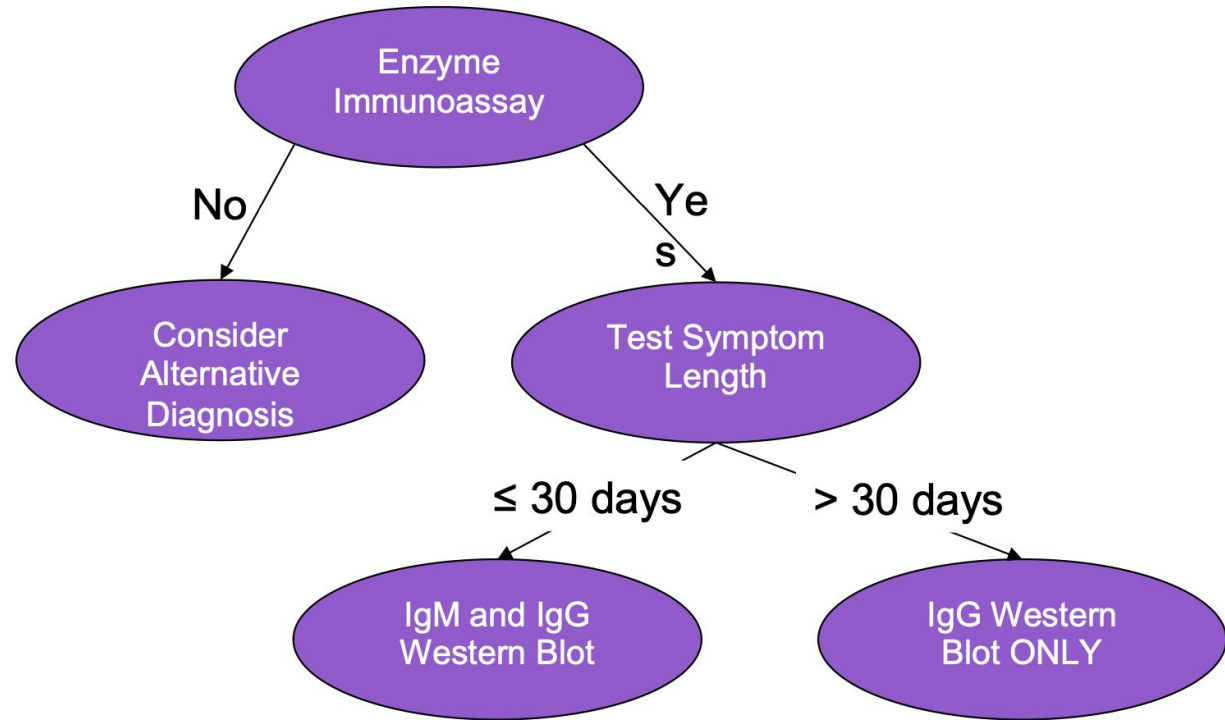 Enzyme
Immunoassay
No
Ye
s
Consider
Alternative
Diagnosis
Test Symptom
Length
≤ 30 days
> 30 days
IgM and IgG
Western Blot
IgG Western
Blot ONLY